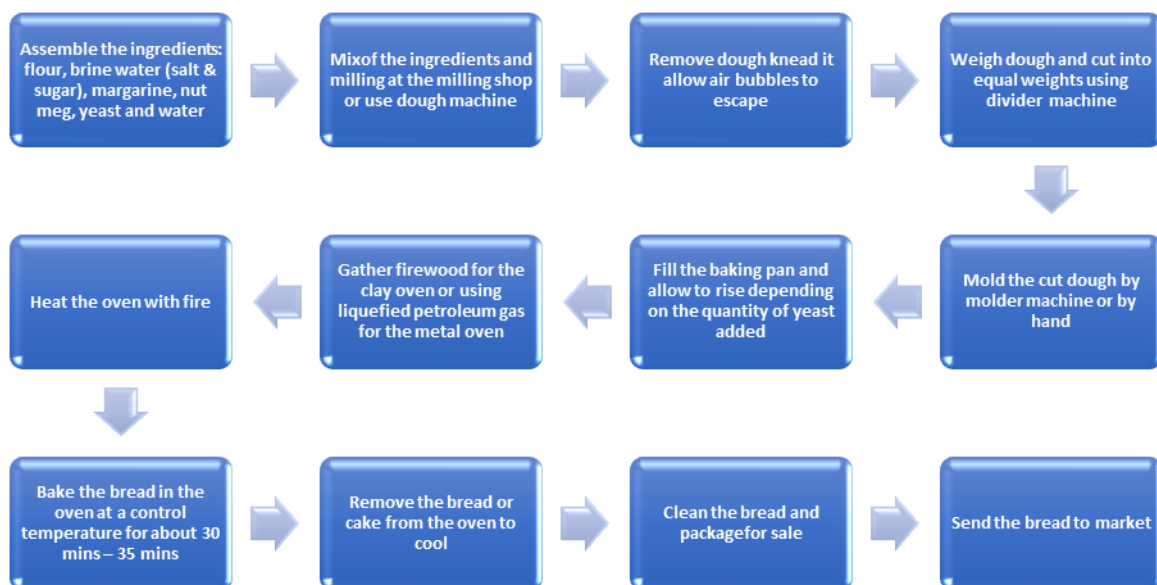 Assemble the ingredients:
flour, brine water (salt &
sugar), margarine, nut
meg, yeast and water
Mixof the ingredients and
milling at the milling shop
or use dough machine
Remove dough knead it
allow air bubbles to
escape
Weigh dough and cut into
equal weights using
divider machine
Mold the cut dough by
molder machine or by
hand
Fill the baking pan and
allow to rise depending
on the quantity of yeast
added
Gather firewood for the
clay oven or using
liquefied petroleum gas
for the metal oven
Heat the oven with fire
Bake the bread in the
oven at a control
temperature for about 30
mins – 35 mins
Remove the bread or
cake from the oven to
cool
Clean the bread and
packagefor sale
Send the bread to market